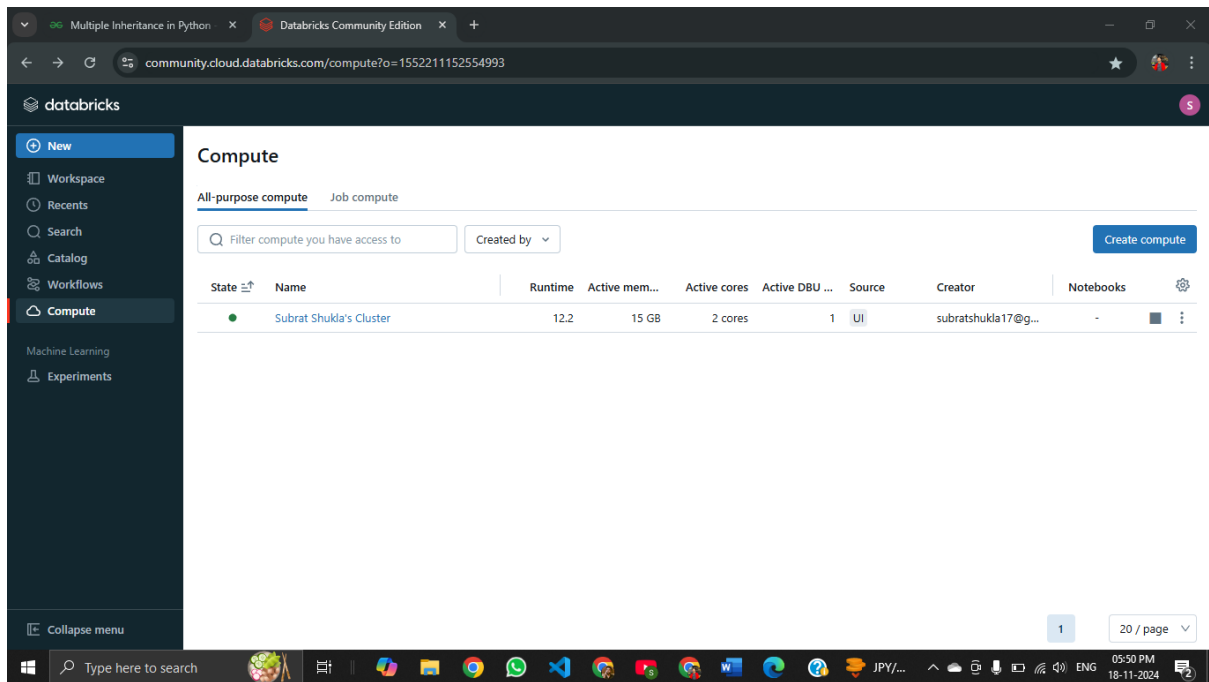 Multiple Inheritance in Python
Databricks Community Edition
community.cloud.databricks.com/compute?o=1552211152554993
databricks
S
New
Workspace
Recents
Search
Catalog
Workflows
Compute
Machine Learning
Experiments
Collapse menu
Compute
All-purpose compute Job compute
Filter compute you have access to Created by Create compute
State Name Runtime Active mem... Active cores Active DBU ... Source Creator Notebooks
Subrat Shukla's Cluster 12.2 15 GB 2 cores 1 UI subratshukla17@g... -
1 20 / page
Type here to search JPY/... ENG 05:50 PM
18-11-2024 2